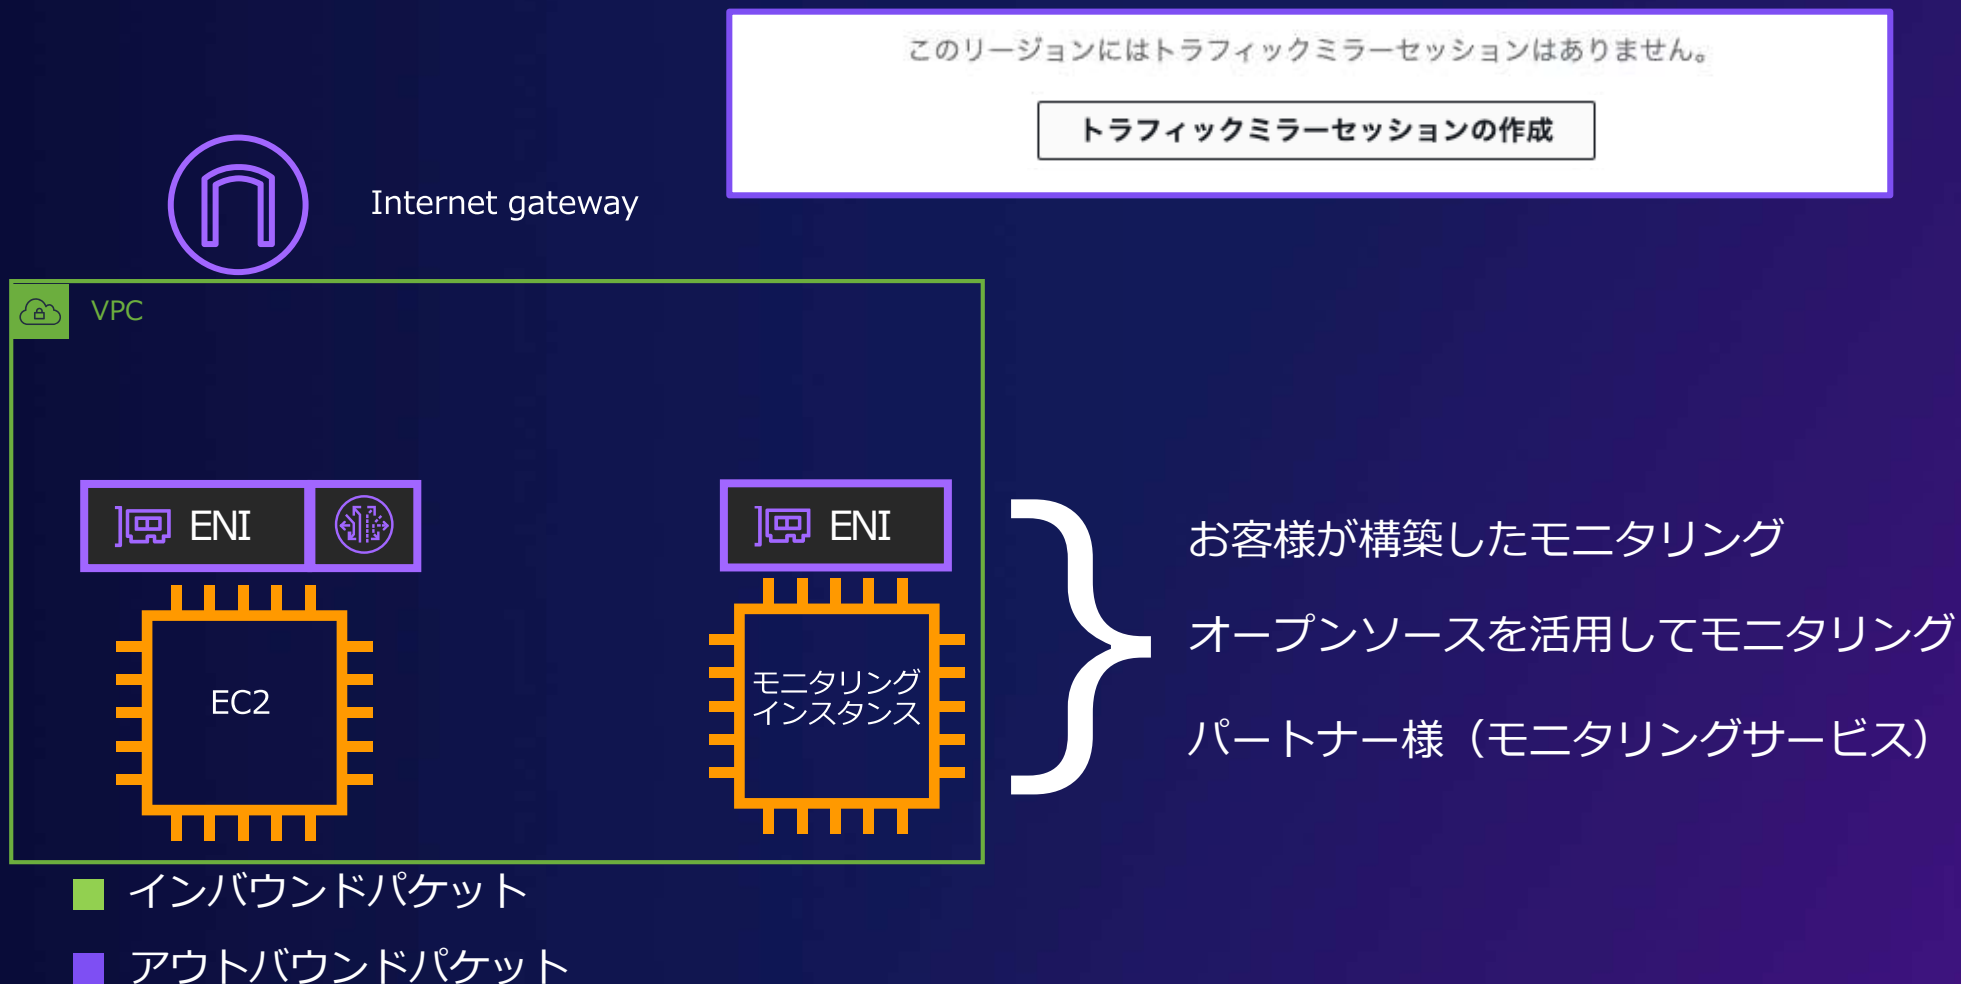 このリージョンにはトラフィックミラーセッションはありません。
トラフィックミラーセッションの作成
Internet gateway
VPC
ENI
ENI
EC2
モニタリング
インスタンス
お客様が構築したモニタリング
オープンソースを活用してモニタリング
パートナー様（モニタリングサービス）
インバウンドパケット
アウトバウンドパケット